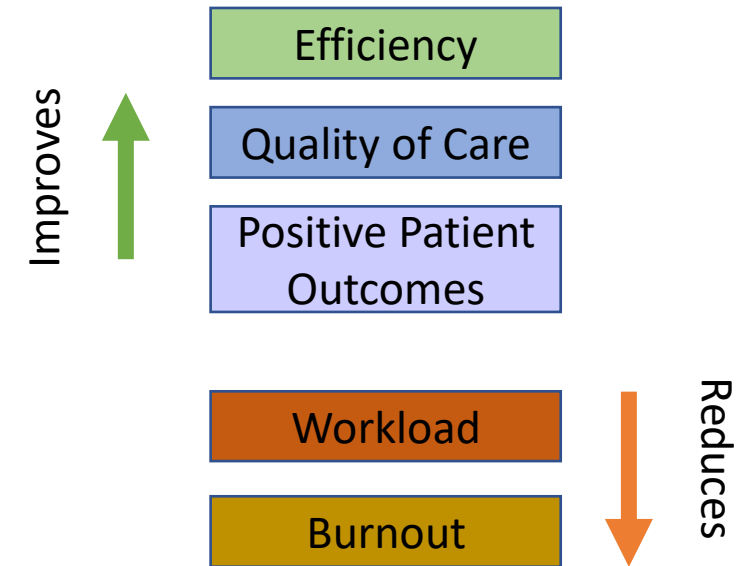 Improves
Efficiency
Quality of Care
Positive Patient
Outcomes
Workload
Burnout
Reduces